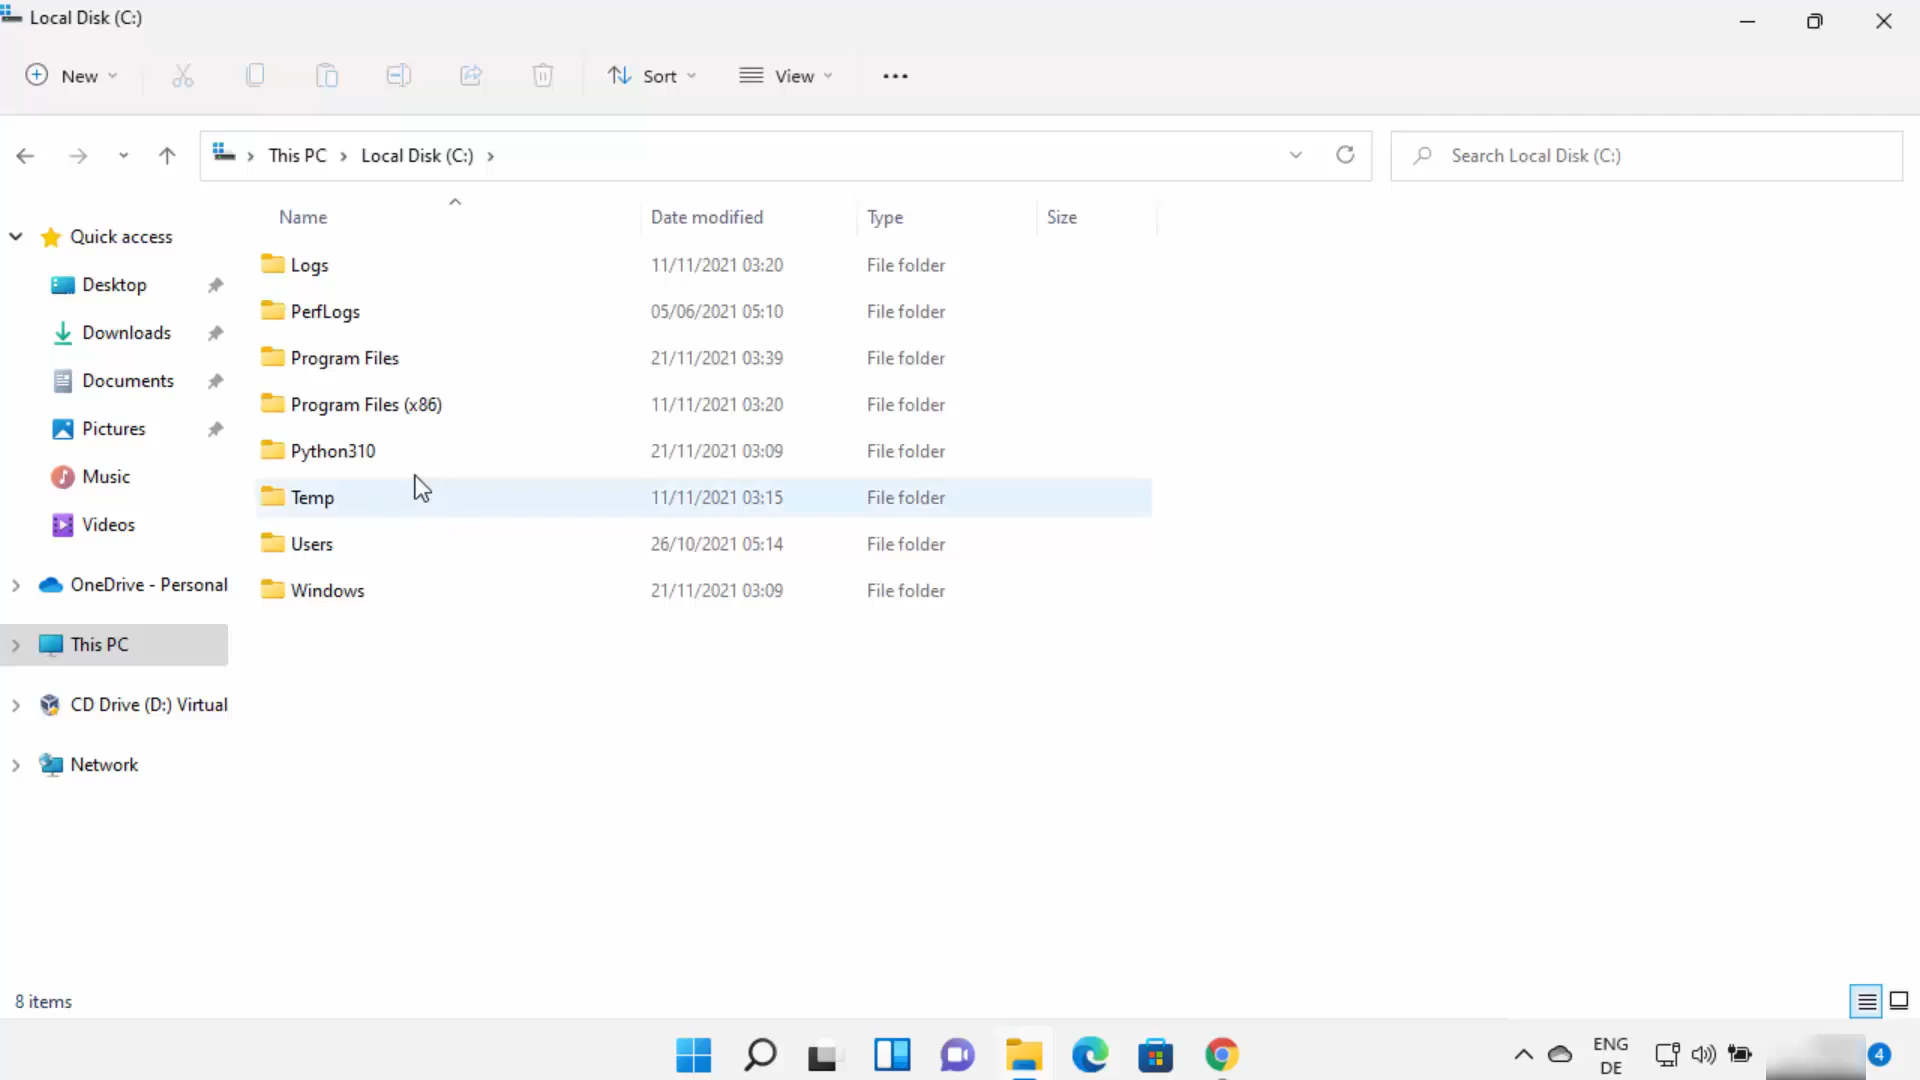 Local Disk (C:)
New
Sort
View
This PC
Local Disk (C:)
Search Local Disk (C:)
Name Date modified Type Size
Quick access
Desktop
Downloads
Documents
Pictures
Music
Videos
OneDrive - Personal
This PC
CD Drive (D:) Virtual
Network
Logs 11/11/2021 03:20 File folder
PerfLogs 05/06/2021 05:10 File folder
Program Files 21/11/2021 03:39 File folder
Program Files (x86) 11/11/2021 03:20 File folder
Python310 21/11/2021 03:09 File folder
Temp 11/11/2021 03:15 File folder
Users 26/10/2021 05:14 File folder
Windows 21/11/2021 03:09 File folder
8 items
ENG
DE
4